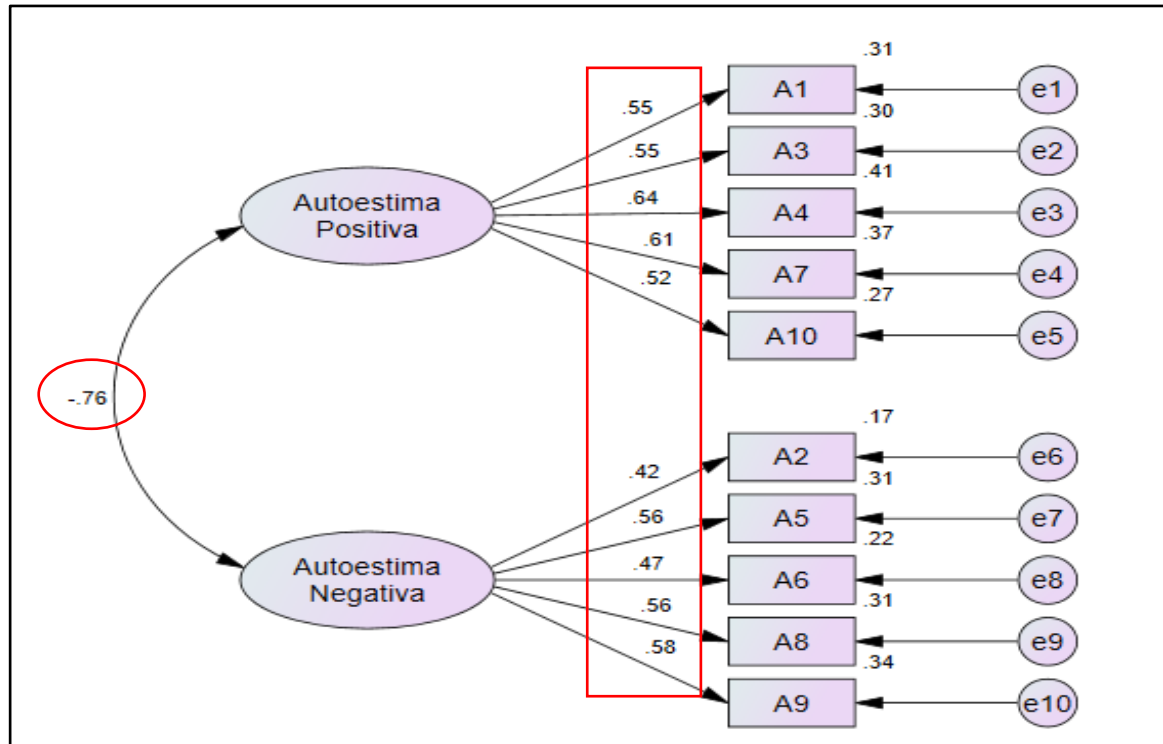 .31
A1
e1
.55
.30
A3
e2
.55
.41
Autoestima
Positiva
.64
A4
e3
.37
.61
A7
e4
.27
.52
A10
e5
-.76
.17
A2
e6
.42
.31
A5
e7
.56
.22
Autoestima
Negativa
.47
A6
e8
.31
.56
A8
e9
.34
.58
A9
e10